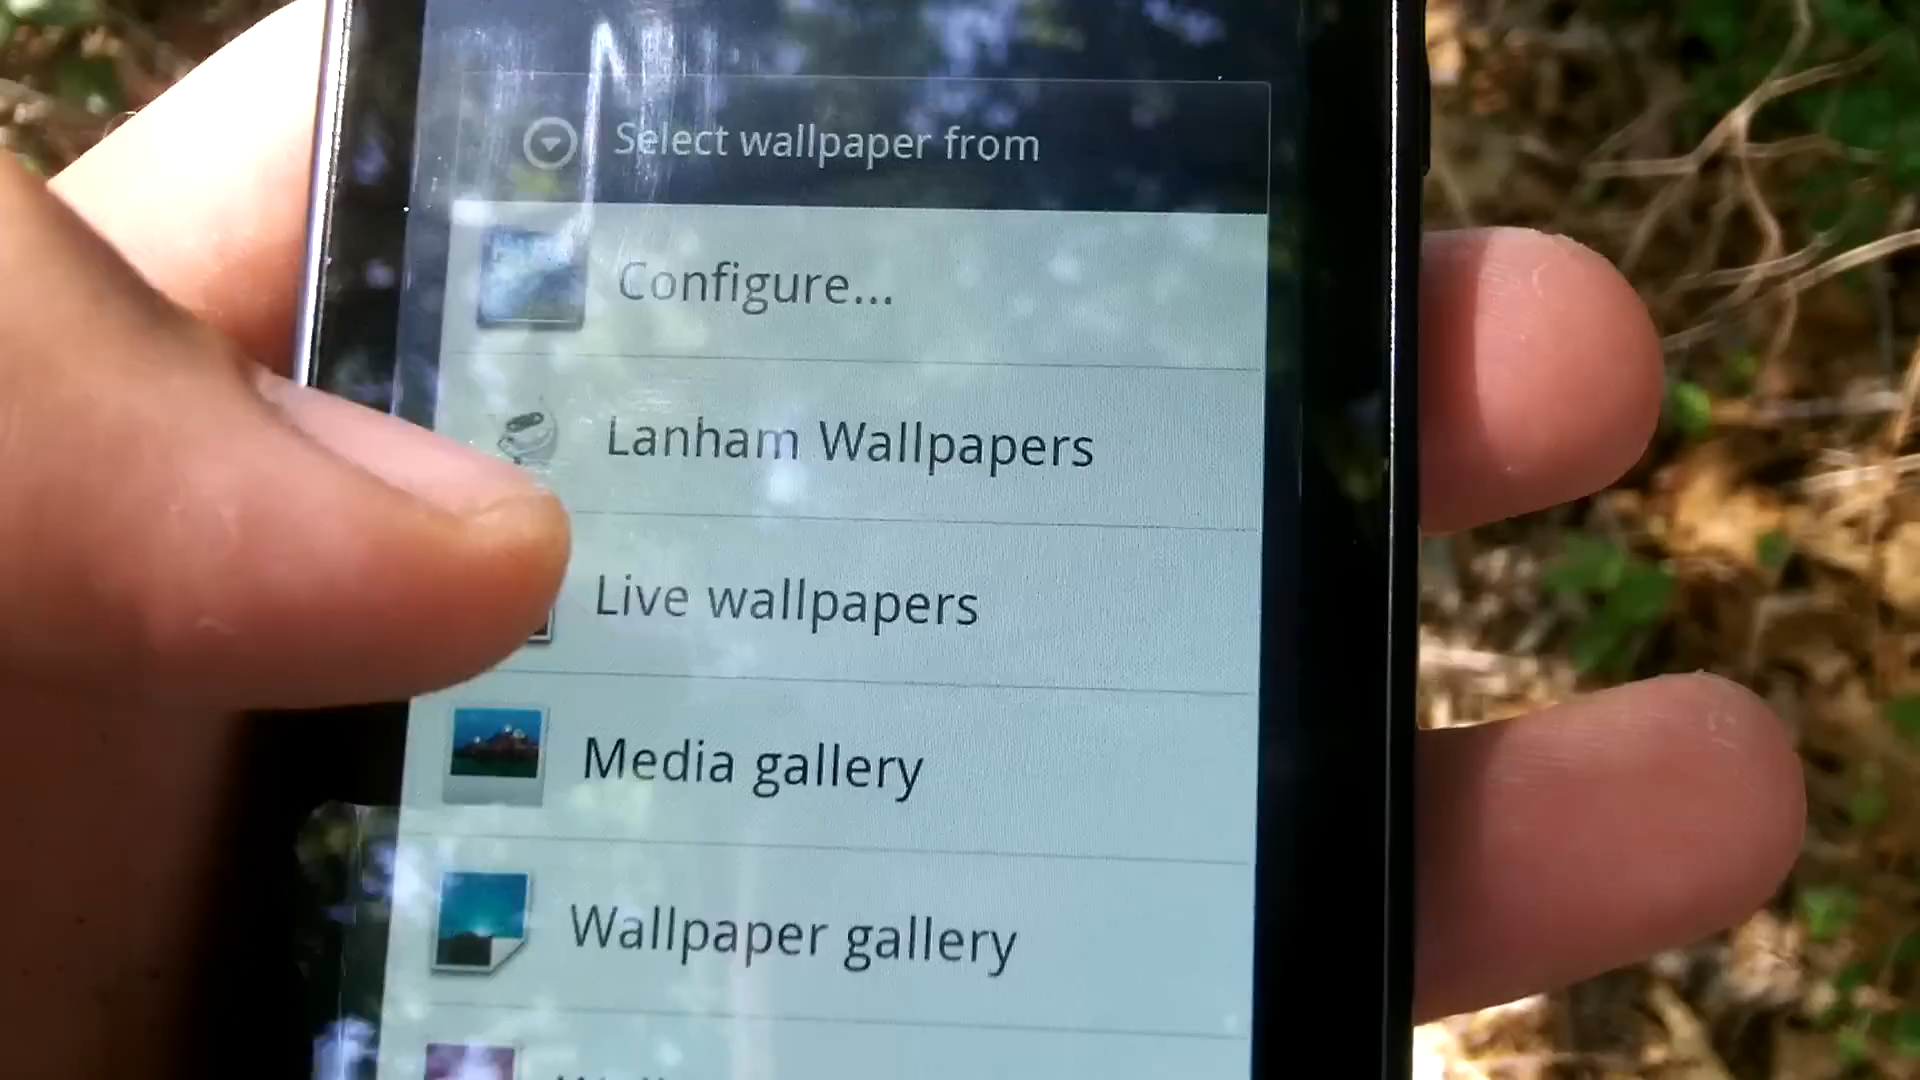 Select wallpaper from
Configure...
Lanham Wallpapers
Live wallpapers
Media gallery
Wallpaper gallery